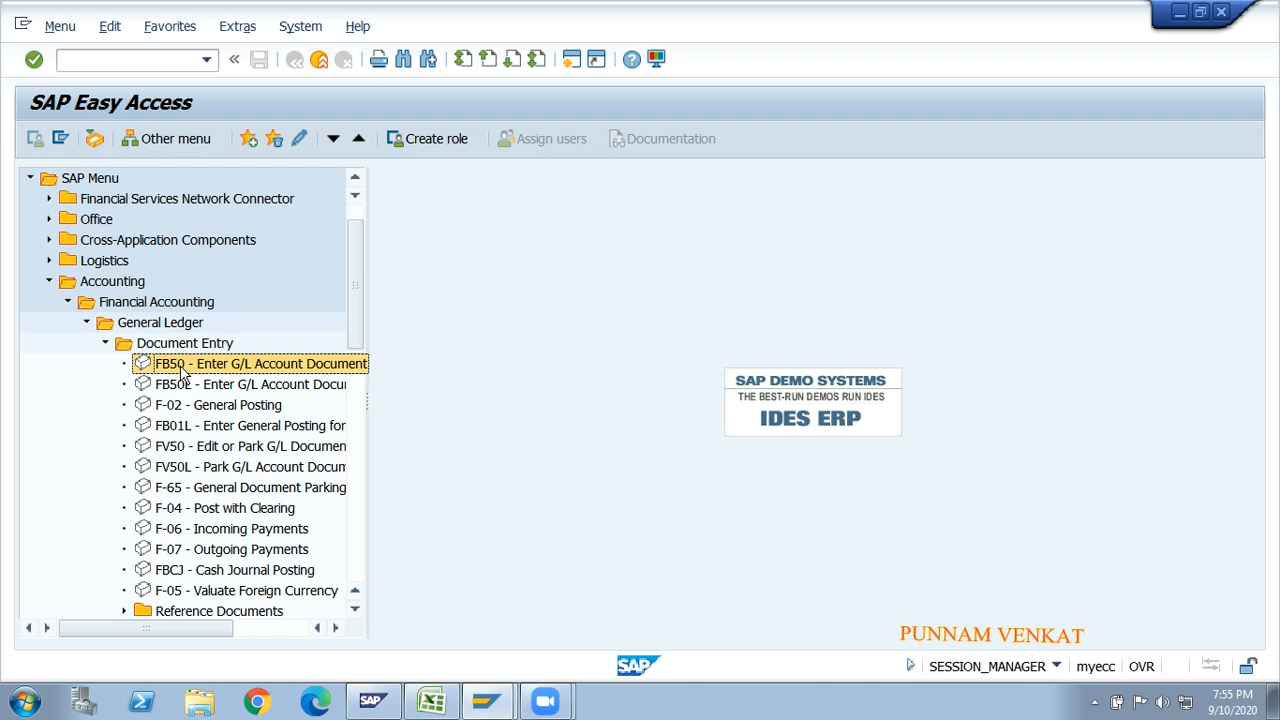 Menu Edit Favorites Extras System Help
SAP Easy Access
Other menu Create role Assign users Documentation
SAP Menu
Financial Services Network Connector
Office
Cross-Application Components
Logistics
Accounting
Financial Accounting
General Ledger
Document Entry
FB50 - Enter G/L Account Document
FB50L - Enter G/L Account Docu
F-02 - General Posting
FB01L - Enter General Posting for
FV50 - Edit or Park G/L Documen
FV50L - Park G/L Account Docum
F-65 - General Document Parking
F-04 - Post with Clearing
F-06 - Incoming Payments
F-07 - Outgoing Payments
FBCJ - Cash Journal Posting
F-05 - Valuate Foreign Currency
Reference Documents
SAP DEMO SYSTEMS
THE BEST-RUN DEMOS RUN IDES
IDES ERP
PUNNAM VENKAT
SAP SESSION_MANAGER myecc OVR
SAP
7:55 PM
9/10/2020